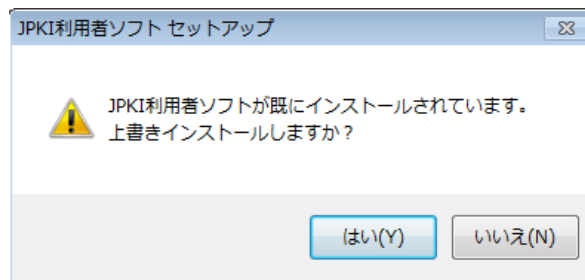 JPKI利用者ソフト セットアップ
JPKI利用者ソフトが既にインストールされています。
上書きインストールしますか？
はい(Y) いいえ(N)